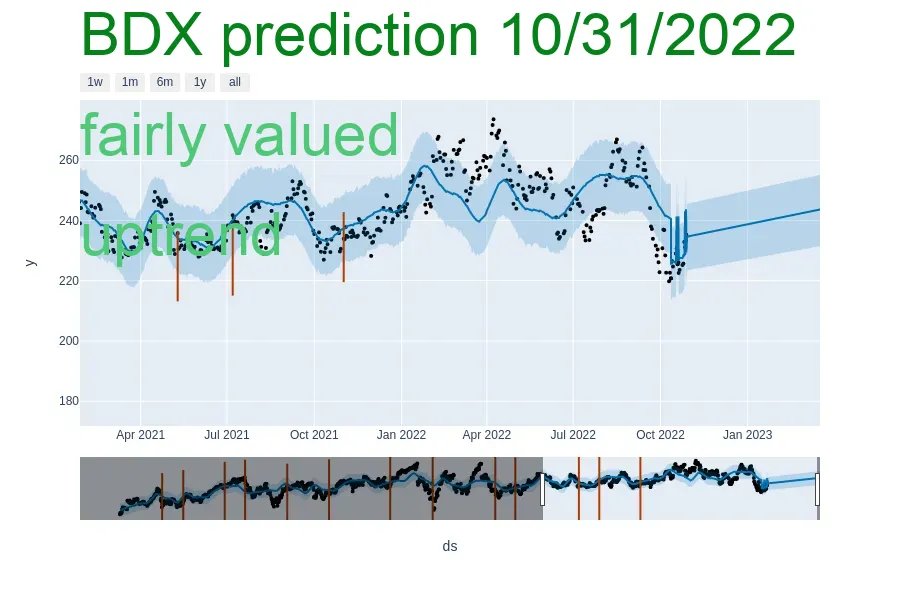 BDX prediction 10/31/2022
1w 1m 6m 1y all
fairly valued
260
240
uptrend
y
220
200
180
Apr 2021 Jul 2021 Oct 2021 Jan 2022 Apr 2022 Jul 2022 Oct 2022 Jan 2023
ds